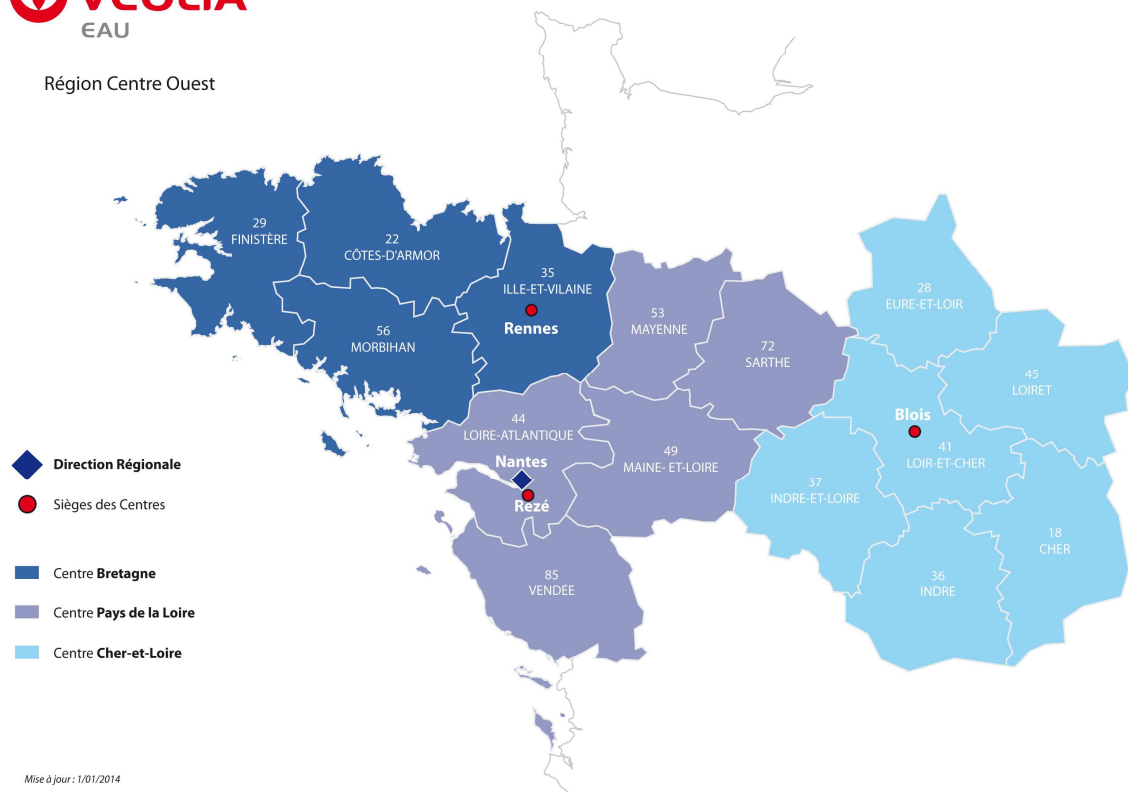 VEOLIA
EAU
Région Centre Ouest
29
FINISTÈRE
22
CÔTES-D'ARMOR
35
ILLE-ET-VILAINE
Rennes
56
MORBIHAN
53
MAYENNE
72
SARTHE
28
EURE-ET-LOIR
45
LOIRET
Blois
41
LOIR-ET-CHER
44
LOIRE-ATLANTIQUE
Nantes
Rezé
49
MAINE- ET-LOIRE
37
INDRE-ET-LOIRE
18
CHER
36
INDRE
85
VENDÉE
Direction Régionale
Sièges des Centres
Centre Bretagne
Centre Pays de la Loire
Centre Cher-et-Loire
Mise à jour : 1/01/2014